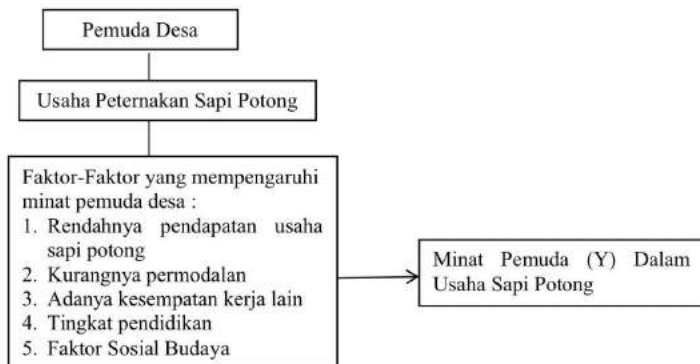 Pemuda Desa
Usaha Peternakan Sapi Potong
Faktor-Faktor yang mempengaruhi
minat pemuda desa :
1. Rendahnya pendapatan usaha
sapi potong
2. Kurangnya permodalan
3. Adanya kesempatan kerja lain
4. Tingkat pendidikan
5. Faktor Sosial Budaya
Minat Pemuda (Y) Dalam
Usaha Sapi Potong